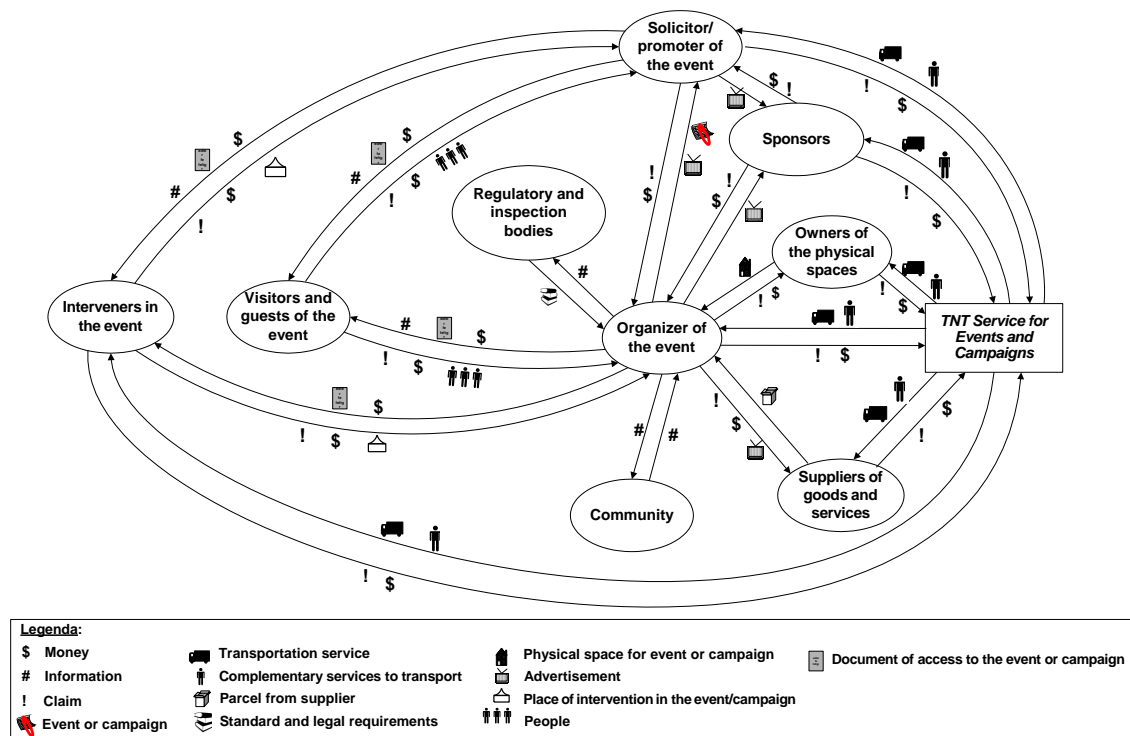 Solicitor/
promoter of
the event
$
!
!
$
$
!
Sponsors
$
#
$
$
#
$
$
!
!
$
!
$
!
$
!
$
Regulatory and
inspection
bodies
Owners of
the physical
spaces
#
!
$
!
$
Interveners in
the event
Visitors and
guests of the
event
Organizer of
the event
TNT Service for
Events and
Campaigns
#
$
!
$
!
$
$
!
$
!
$
$
!
#
#
Community
Suppliers of
goods and
services
!
$
Legenda:
$ Money
# Information
! Claim
Event or campaign
Transportation service
Complementary services to transport
Parcel from supplier
Standard and legal requirements
Physical space for event or campaign
Advertisement
Place of intervention in the event/campaign
People
Document of access to the event or campaign